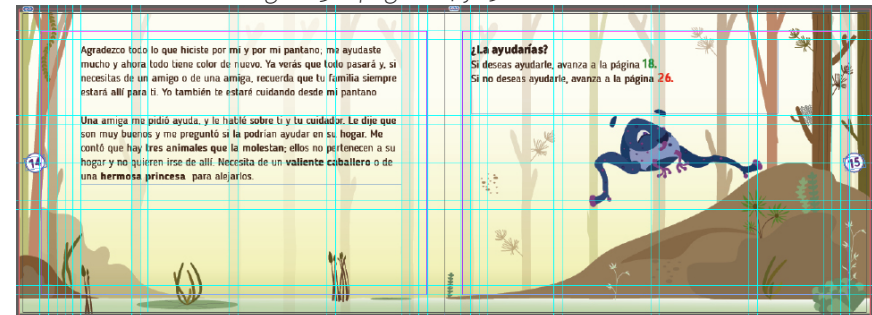 Agradezco todo lo que hiciste por mi y por mi pantano; me ayudaste
mucho y ahora todo tiene color de nuevo. Ya verás que todo pasará y, si
necesitas de un amigo o de una amiga, recuerda que tu familia siempre
estará allí para ti. Yo también te estaré cuidando desde mi pantano
Una amiga me pidió ayuda, y le hablé sobre ti y tu cuidador. Le dije que
son muy buenos y me preguntó si la podrían ayudar en su hogar. Me
contó que hay tres animales que la molestan; ellos no pertenecen a su
hogar y no quieren irse de allí. Necesita de un valiente caballero o de
una hermosa princesa para alejarlos.
14
¿La ayudarías?
Si deseas ayudarle, avanza a la página 18.
Si no deseas ayudarle, avanza a la página 26.
15